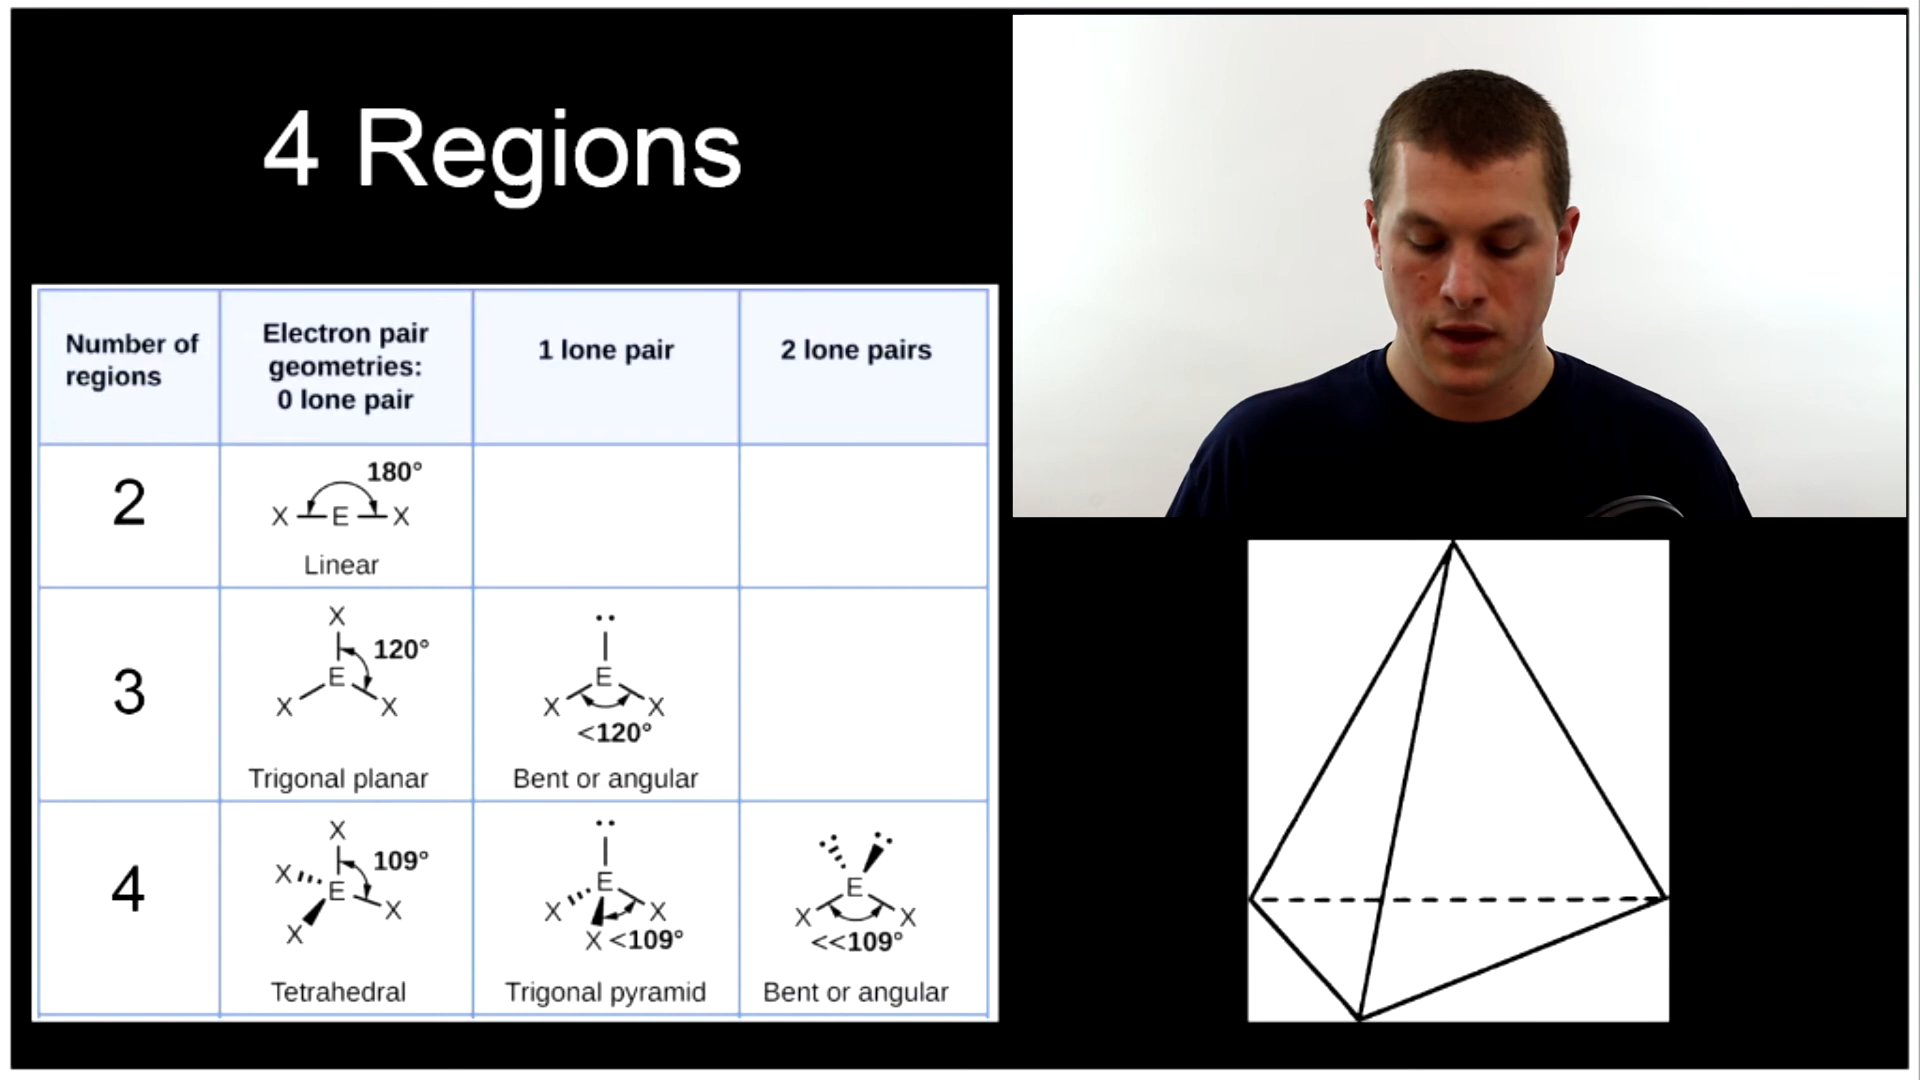 4 Regions
Number of
regions
Electron pair
geometries:
0 lone pair
1 lone pair
2 lone pairs
2
180°
X E X
Linear
3
X
120°
E
X X
Trigonal planar
E
X X
<120°
Bent or angular
4
X
109°
X
E
X
X
Tetrahedral
E
X X
X <109°
Trigonal pyramid
E
X X
<<109°
Bent or angular